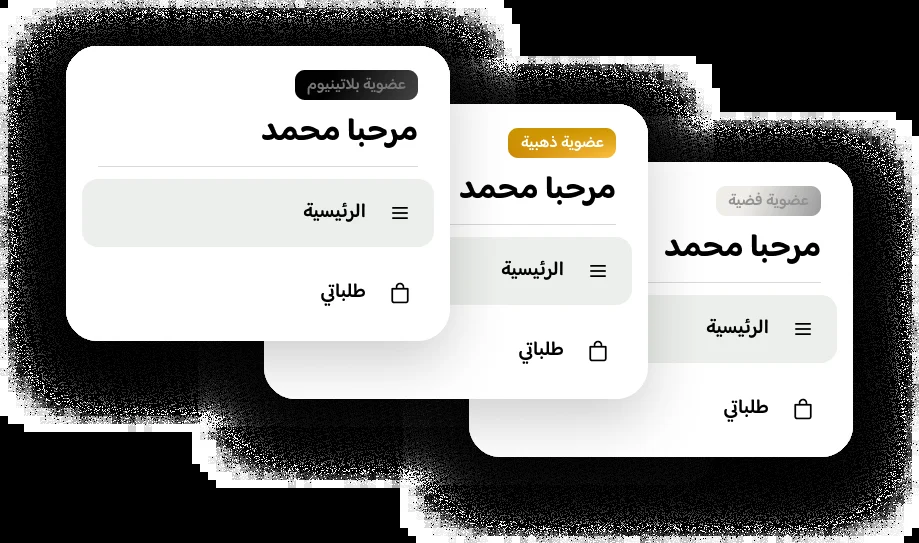 عضوية بلاتينيوم
مرحبا محمد
الرئيسية
طلباتي
عضوية ذهبية
مرحبا محمد
الرئيسية
طلباتي
عضوية فضية
مرحبا محمد
الرئيسية
طلباتي